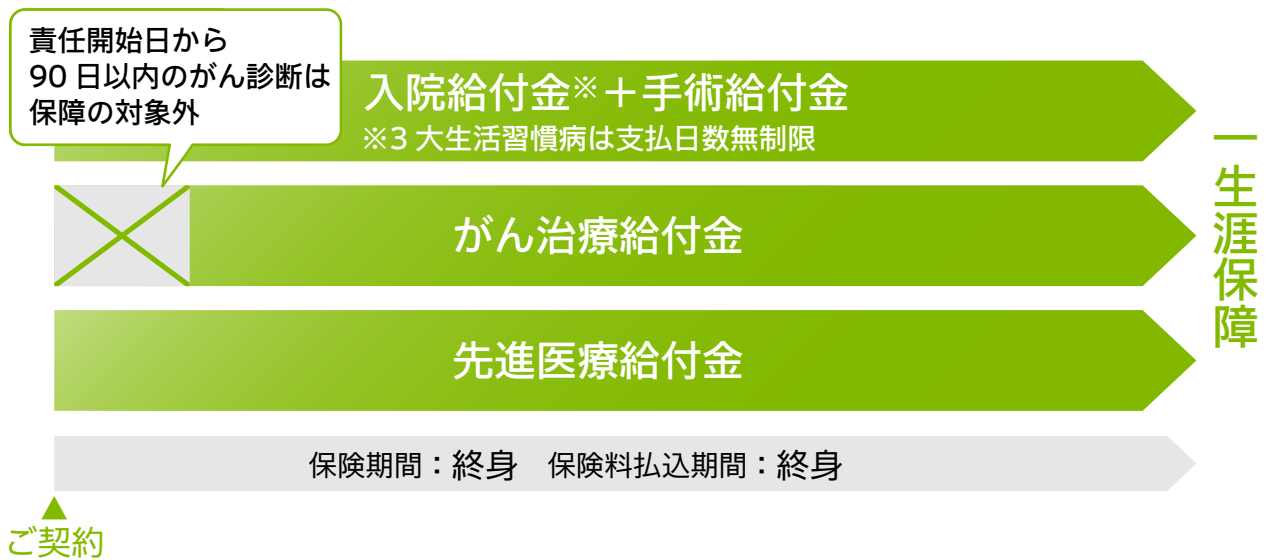 責任開始日から
90日以内のがん診断は
保障の対象外
入院給付金※＋手術給付金
※3大生活習慣病は支払日数無制限
がん治療給付金
先進医療給付金
一生涯保障
保険期間：終身　保険料払込期間：終身
▲
ご契約